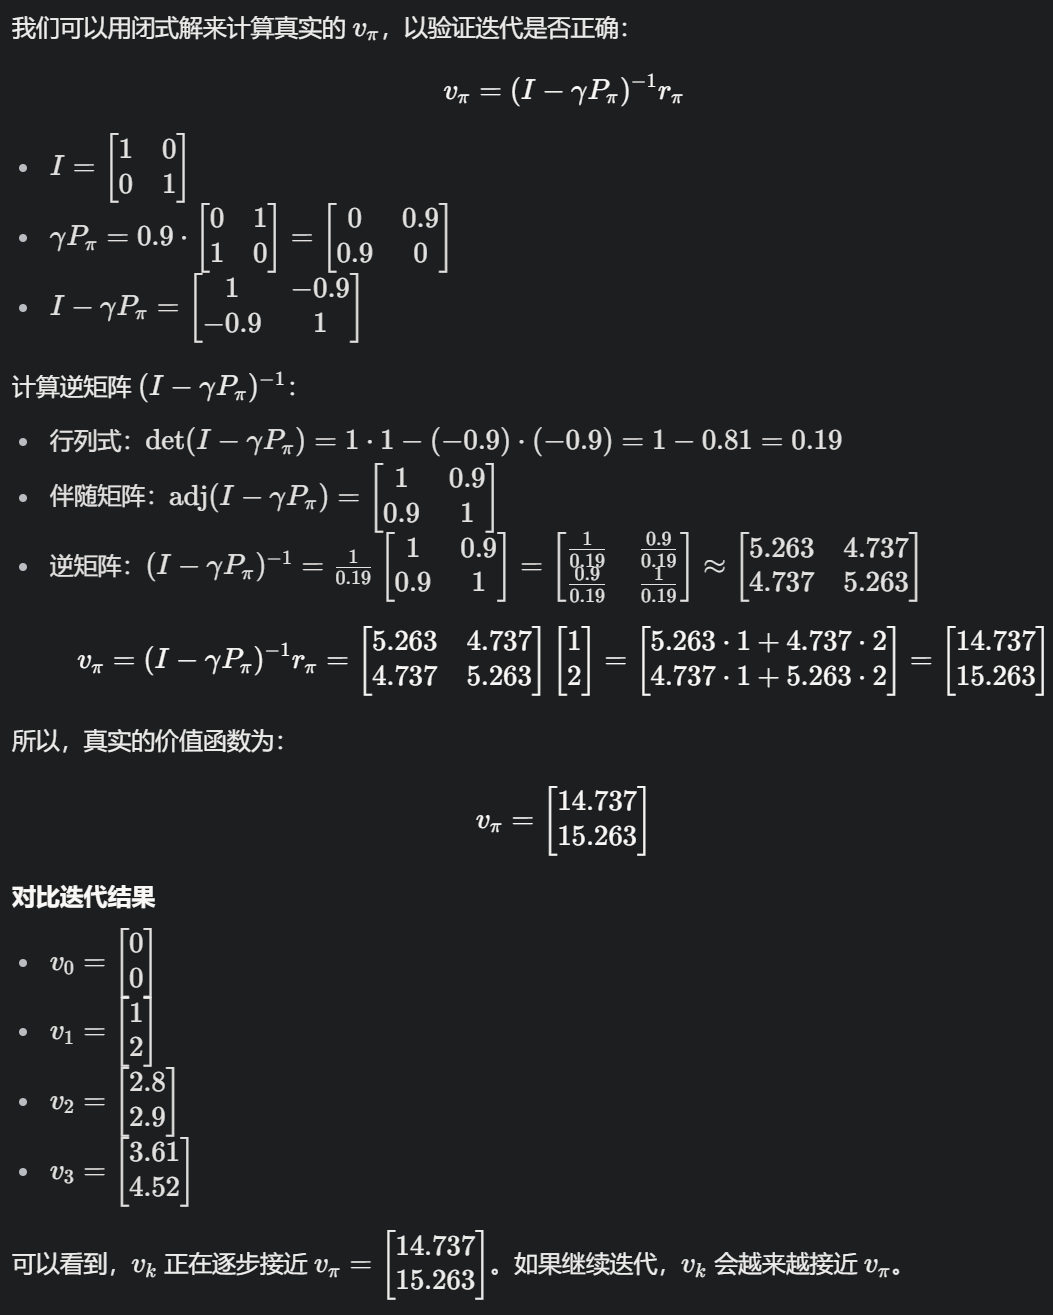 我们可以用闭式解来计算真实的 $v_\pi$，以验证迭代是否正确：
$v_\pi = (I - \gamma P_\pi)^{-1} r_\pi$
• $I = \begin{bmatrix} 1 & 0 \\ 0 & 1 \end{bmatrix}$
• $\gamma P_\pi = 0.9 \cdot \begin{bmatrix} 0 & 1 \\ 1 & 0 \end{bmatrix} = \begin{bmatrix} 0 & 0.9 \\ 0.9 & 0 \end{bmatrix}$
• $I - \gamma P_\pi = \begin{bmatrix} 1 & -0.9 \\ -0.9 & 1 \end{bmatrix}$
计算逆矩阵 $(I - \gamma P_\pi)^{-1}$：
• 行列式：$\det(I - \gamma P_\pi) = 1 \cdot 1 - (-0.9) \cdot (-0.9) = 1 - 0.81 = 0.19$
• 伴随矩阵：$\text{adj}(I - \gamma P_\pi) = \begin{bmatrix} 1 & 0.9 \\ 0.9 & 1 \end{bmatrix}$
• 逆矩阵：$(I - \gamma P_\pi)^{-1} = \frac{1}{0.19} \begin{bmatrix} 1 & 0.9 \\ 0.9 & 1 \end{bmatrix} = \begin{bmatrix} \frac{1}{0.19} & \frac{0.9}{0.19} \\ \frac{0.9}{0.19} & \frac{1}{0.19} \end{bmatrix} \approx \begin{bmatrix} 5.263 & 4.737 \\ 4.737 & 5.263 \end{bmatrix}$
$v_\pi = (I - \gamma P_\pi)^{-1} r_\pi = \begin{bmatrix} 5.263 & 4.737 \\ 4.737 & 5.263 \end{bmatrix} \begin{bmatrix} 1 \\ 2 \end{bmatrix} = \begin{bmatrix} 5.263 \cdot 1 + 4.737 \cdot 2 \\ 4.737 \cdot 1 + 5.263 \cdot 2 \end{bmatrix} = \begin{bmatrix} 14.737 \\ 15.263 \end{bmatrix}$
所以，真实的价值函数为：
$v_\pi = \begin{bmatrix} 14.737 \\ 15.263 \end{bmatrix}$
对比迭代结果
• $v_0 = \begin{bmatrix} 0 \\ 0 \end{bmatrix}$
• $v_1 = \begin{bmatrix} 1 \\ 2 \end{bmatrix}$
• $v_2 = \begin{bmatrix} 2.8 \\ 2.9 \end{bmatrix}$
• $v_3 = \begin{bmatrix} 3.61 \\ 4.52 \end{bmatrix}$
可以看到，$v_k$ 正在逐步接近 $v_\pi = \begin{bmatrix} 14.737 \\ 15.263 \end{bmatrix}$。如果继续迭代，$v_k$ 会越来越接近 $v_\pi$。